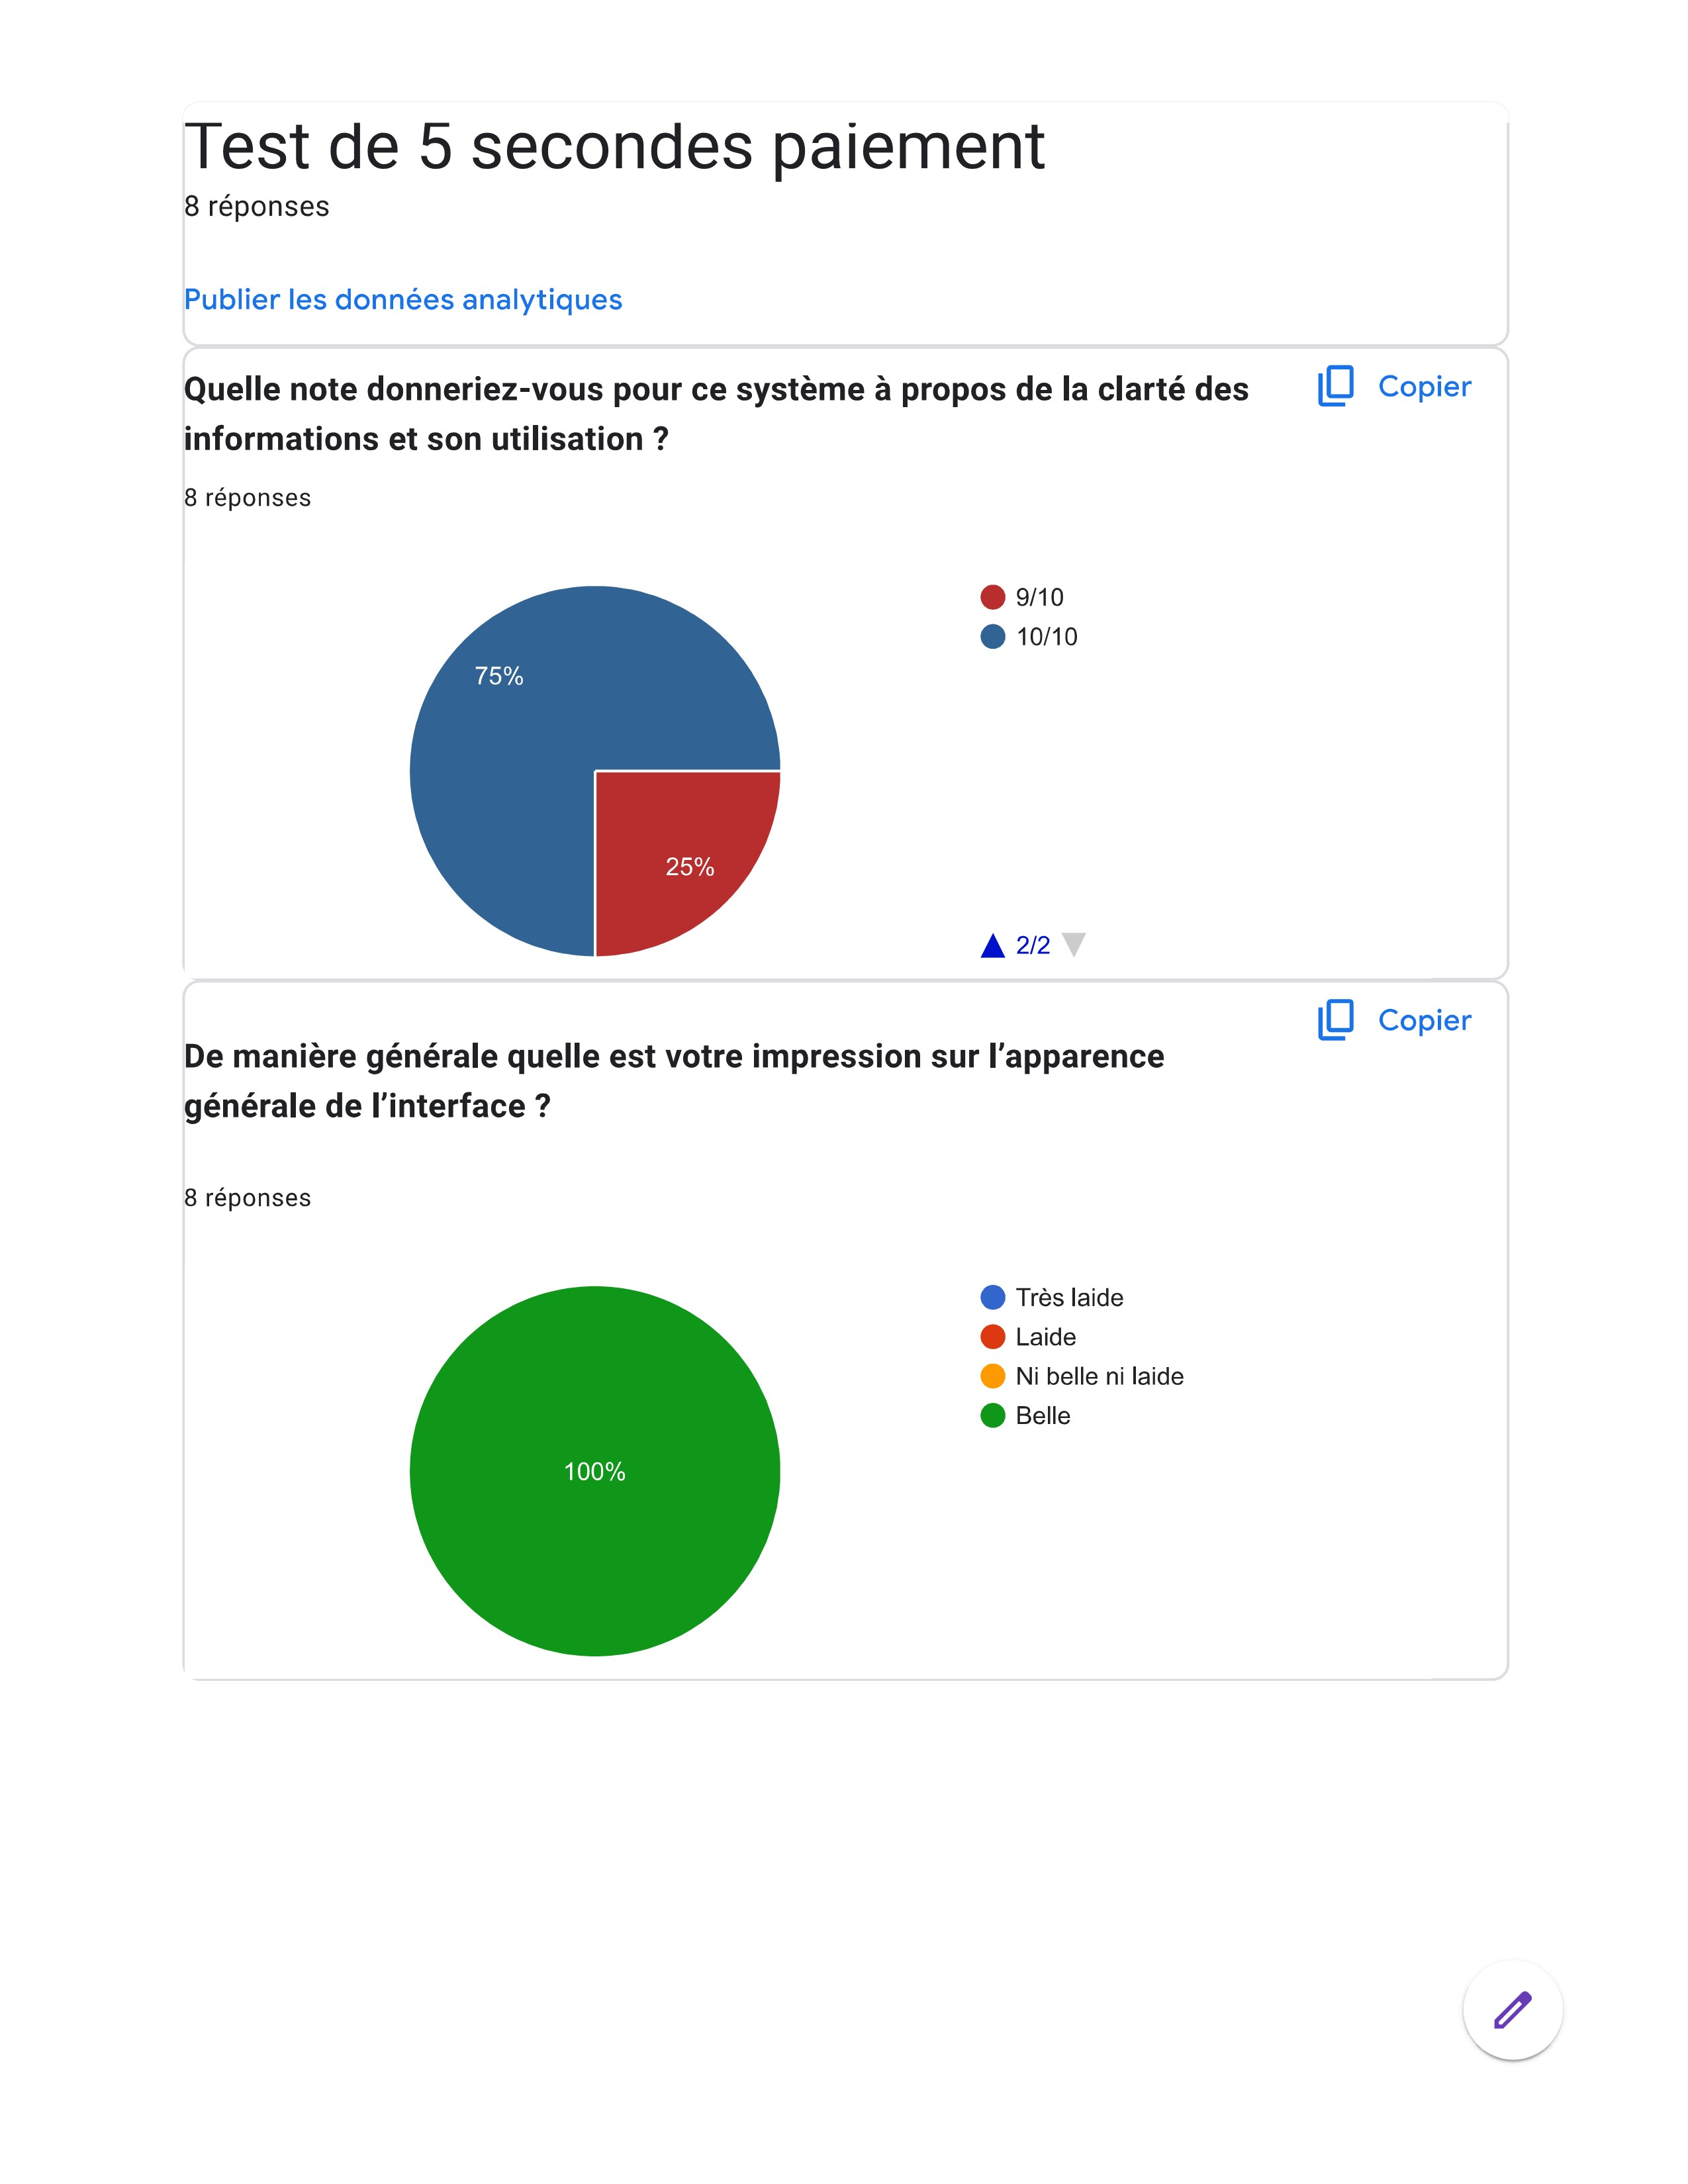 Test de 5 secondes paiement
8 réponses
Publier les données analytiques
Quelle note donneriez-vous pour ce système à propos de la clarté des
informations et son utilisation ?
Copier
8 réponses
9/10
10/10
75%
25%
2/2
Copier
De manière générale quelle est votre impression sur l’apparence
générale de l’interface ?
8 réponses
Très laide
Laide
Ni belle ni laide
Belle
100%